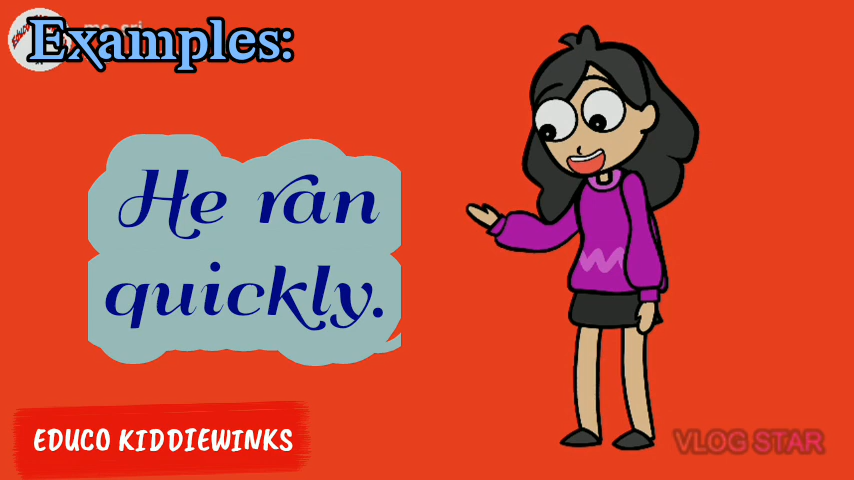 Examples:
He ran
quickly.
EDUCO KIDDIEWINKS
VLOG STAR